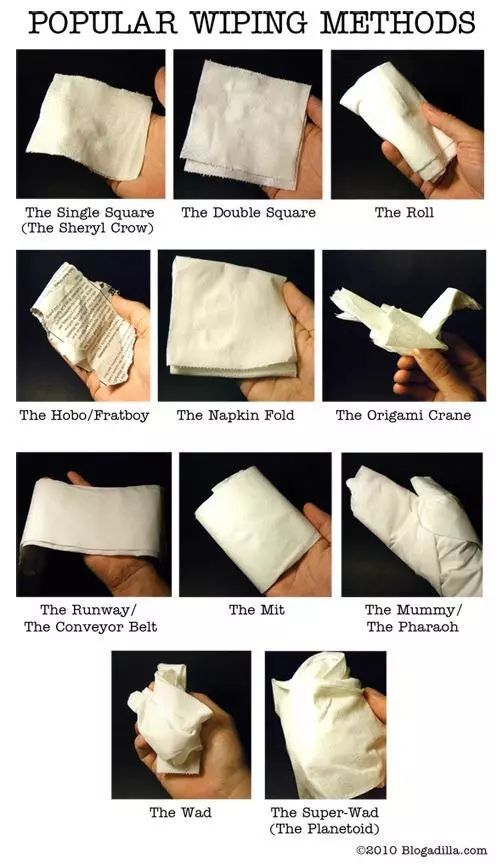 POPULAR WIPING METHODS
The Single Square
(The Sheryl Crow)
The Double Square
The Roll
The Hobo/Fratboy
The Napkin Fold
The Origami Crane
The Runway/
The Conveyor Belt
The Mit
The Mummy/
The Pharaoh
The Wad
The Super-Wad
(The Planetoid)
©2010 Blogadilla.com